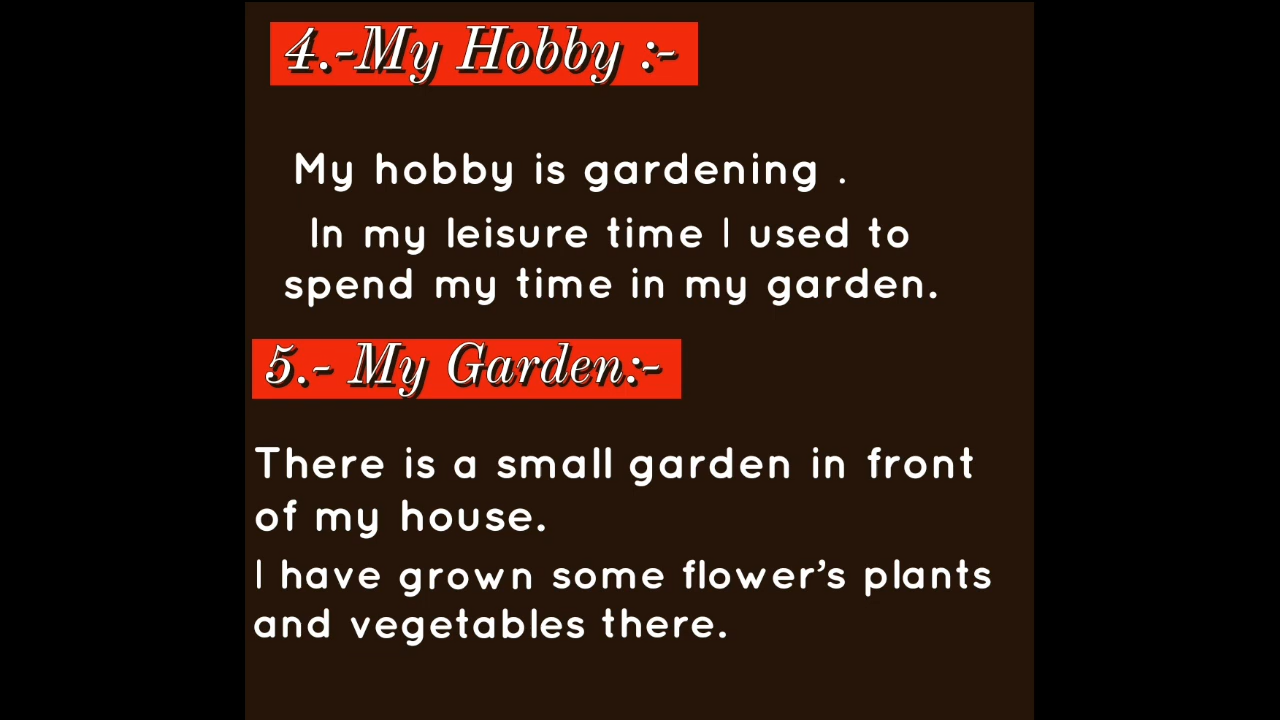 4.-My Hobby :-
My hobby is gardening .
In my leisure time I used to
spend my time in my garden.
5.- My Garden:-
There is a small garden in front
of my house.
I have grown some flower’s plants
and vegetables there.